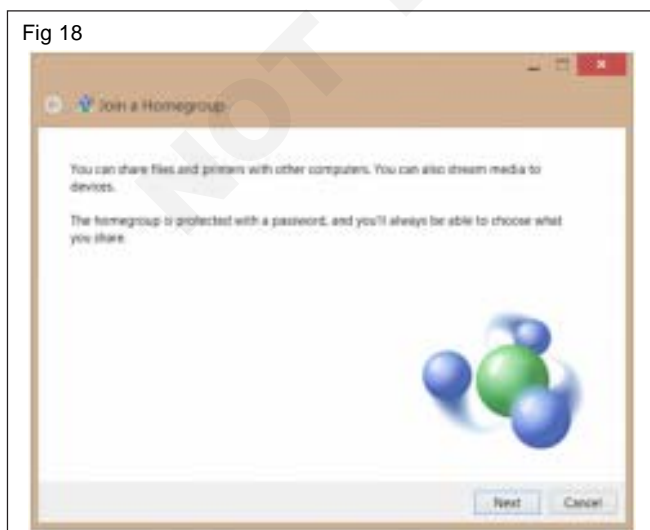 Fig 18
Join a Homegroup
You can share files and printers with other computers. You can also stream media to
devices.
The homegroup is protected with a password, and you'll always be able to choose what
you share.
Next Cancel
NOT